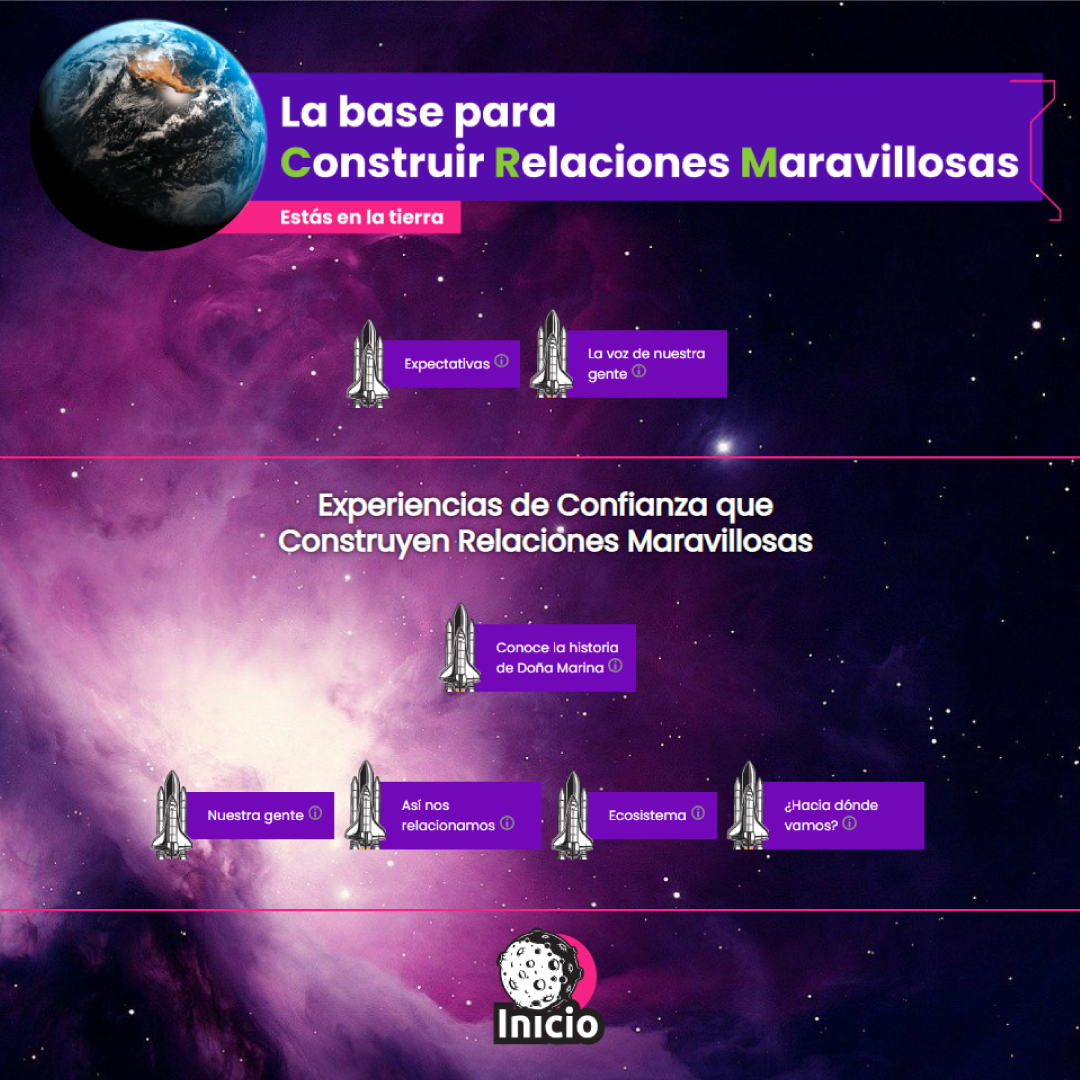 La base para
Construir Relaciones Maravillosas
Estás en la tierra
Expectativas
La voz de nuestra
gente
Experiencias de Confianza que
Construyen Relaciones Maravillosas
Conoce la historia
de Doña Marina
Nuestra gente
Así nos
relacionamos
Ecosistema
¿Hacia dónde
vamos?
Inicio